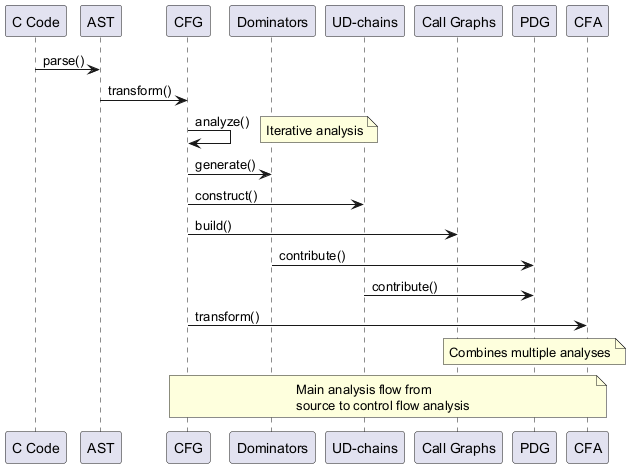 C Code AST CFG Dominators UD-chains Call Graphs PDG CFA
parse()
transform()
analyze()
Iterative analysis
generate()
construct()
build()
contribute()
contribute()
transform()
Combines multiple analyses
Main analysis flow from
source to control flow analysis
C Code AST CFG Dominators UD-chains Call Graphs PDG CFA